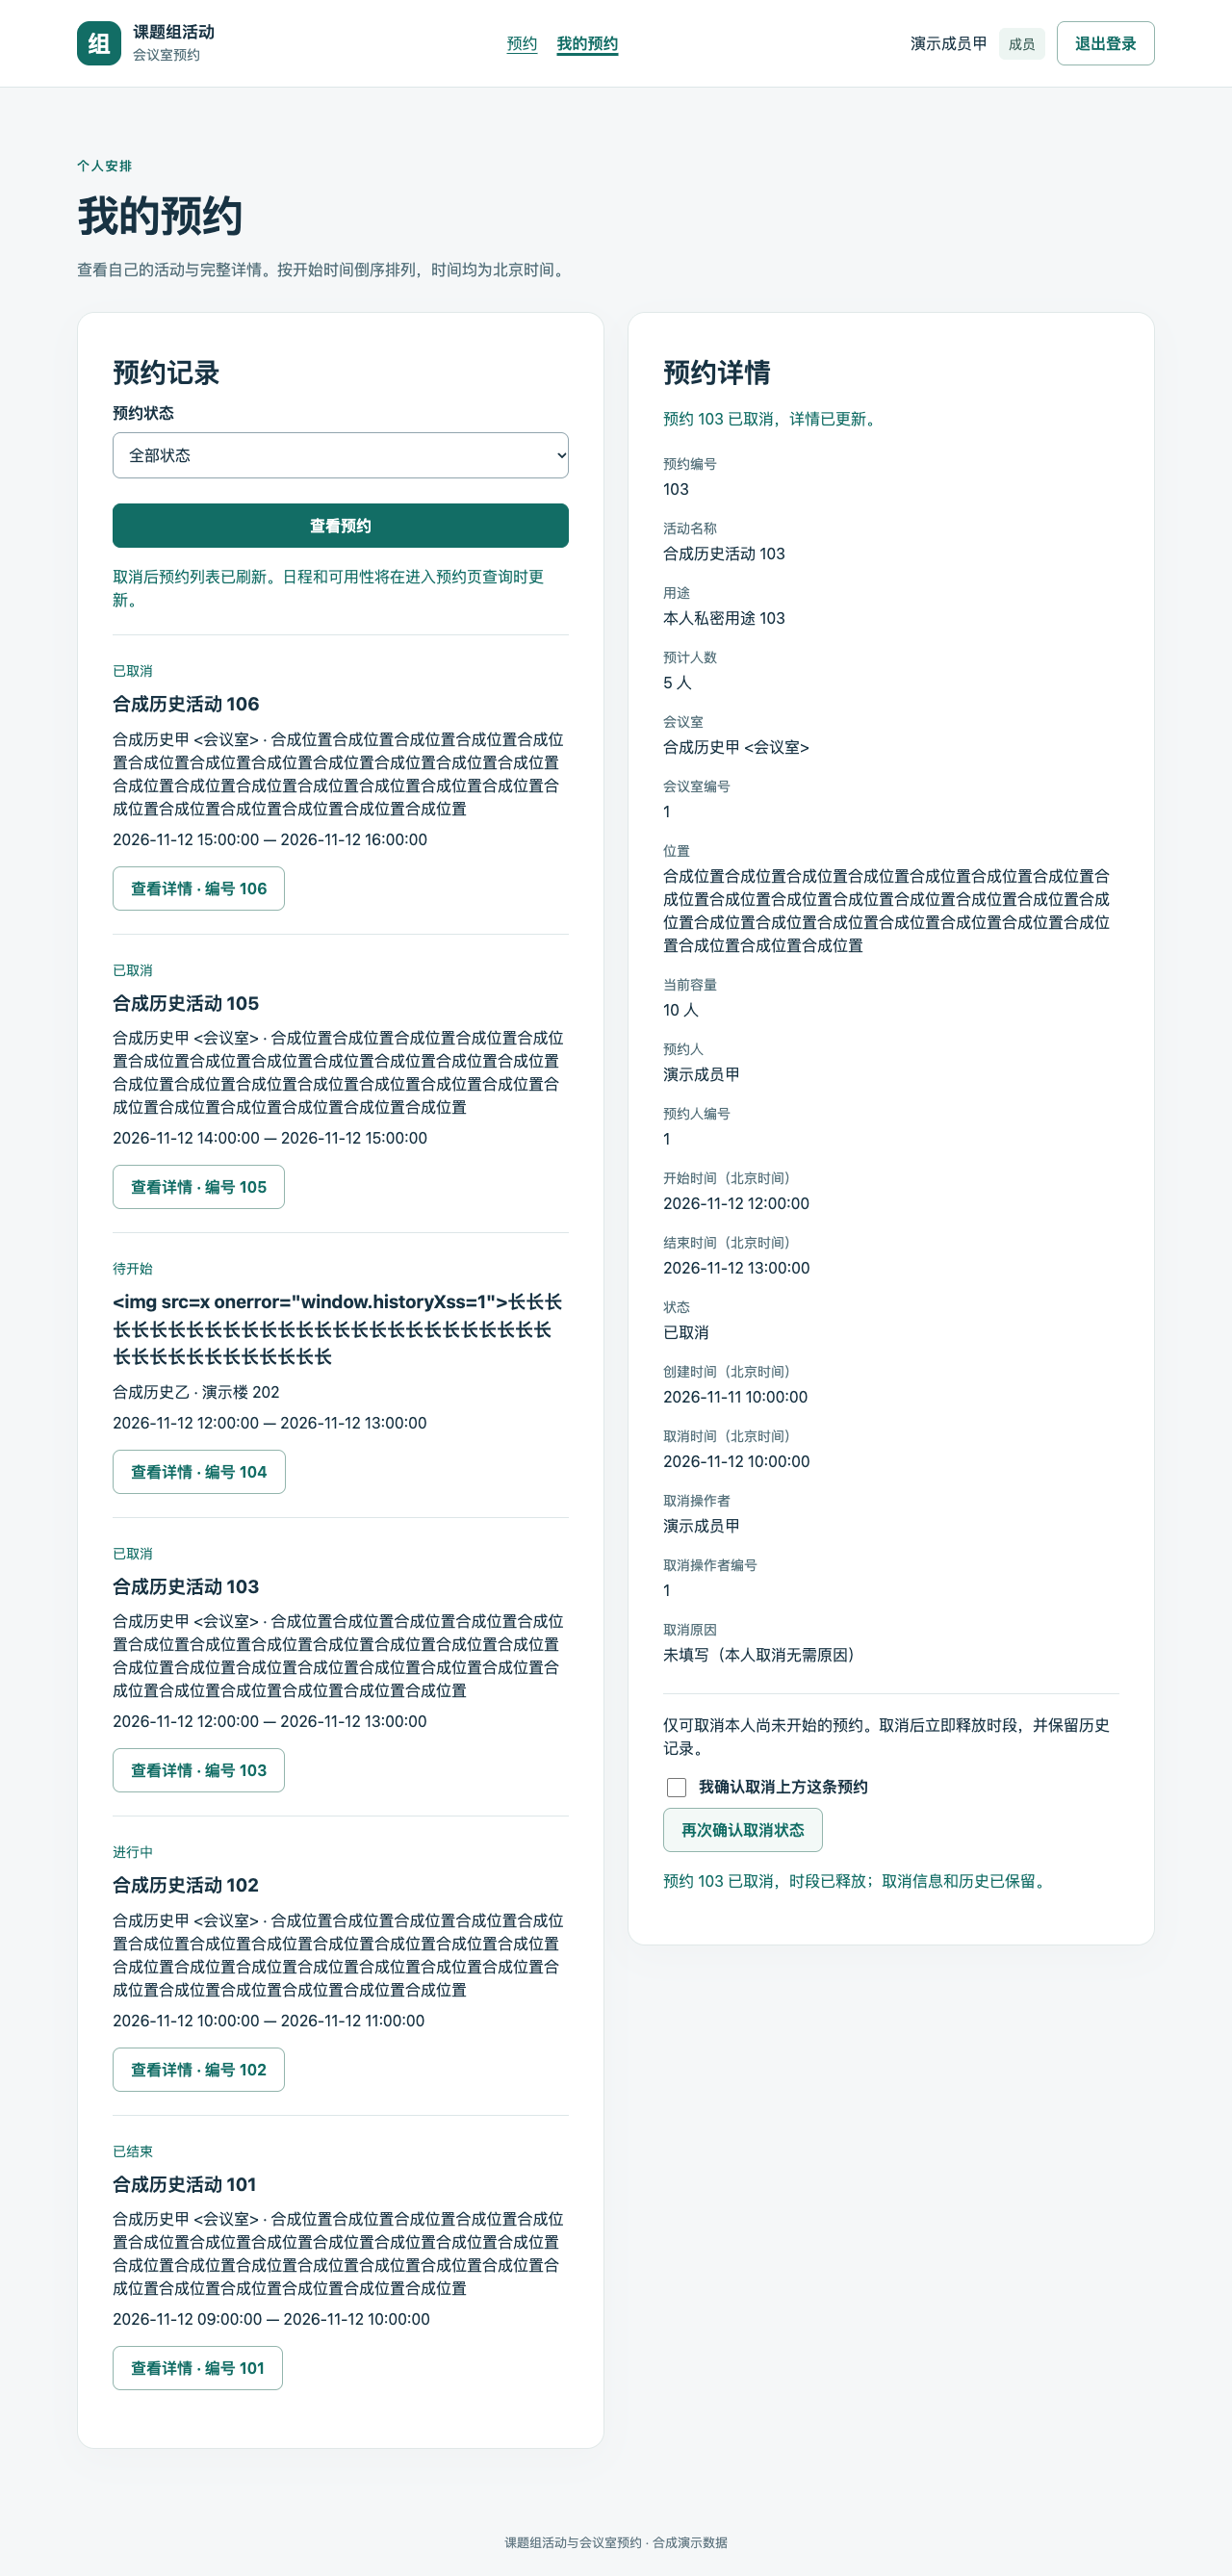 组
课题组活动
会议室预约
预约
我的预约
演示成员甲
成员
退出登录
个人安排
我的预约
查看自己的活动与完整详情。按开始时间倒序排列，时间均为北京时间。
预约记录
预约状态
全部状态
查看预约
取消后预约列表已刷新。日程和可用性将在进入预约页查询时更
新。
已取消
合成历史活动 106
合成历史甲 <会议室> · 合成位置合成位置合成位置合成位置合成位
置合成位置合成位置合成位置合成位置合成位置合成位置合成位置
合成位置合成位置合成位置合成位置合成位置合成位置合成位置合
成位置合成位置合成位置合成位置合成位置合成位置
2026-11-12 15:00:00 — 2026-11-12 16:00:00
查看详情 · 编号 106
已取消
合成历史活动 105
合成历史甲 <会议室> · 合成位置合成位置合成位置合成位置合成位
置合成位置合成位置合成位置合成位置合成位置合成位置合成位置
合成位置合成位置合成位置合成位置合成位置合成位置合成位置合
成位置合成位置合成位置合成位置合成位置合成位置
2026-11-12 14:00:00 — 2026-11-12 15:00:00
查看详情 · 编号 105
待开始
<img src=x onerror="window.historyXss=1">长长长
长长长长长长长长长长长长长长长长长长长长长长长长
长长长长长长长长长长长长
合成历史乙 · 演示楼 202
2026-11-12 12:00:00 — 2026-11-12 13:00:00
查看详情 · 编号 104
已取消
合成历史活动 103
合成历史甲 <会议室> · 合成位置合成位置合成位置合成位置合成位
置合成位置合成位置合成位置合成位置合成位置合成位置合成位置
合成位置合成位置合成位置合成位置合成位置合成位置合成位置合
成位置合成位置合成位置合成位置合成位置合成位置
2026-11-12 12:00:00 — 2026-11-12 13:00:00
查看详情 · 编号 103
进行中
合成历史活动 102
合成历史甲 <会议室> · 合成位置合成位置合成位置合成位置合成位
置合成位置合成位置合成位置合成位置合成位置合成位置合成位置
合成位置合成位置合成位置合成位置合成位置合成位置合成位置合
成位置合成位置合成位置合成位置合成位置合成位置
2026-11-12 10:00:00 — 2026-11-12 11:00:00
查看详情 · 编号 102
已结束
合成历史活动 101
合成历史甲 <会议室> · 合成位置合成位置合成位置合成位置合成位
置合成位置合成位置合成位置合成位置合成位置合成位置合成位置
合成位置合成位置合成位置合成位置合成位置合成位置合成位置合
成位置合成位置合成位置合成位置合成位置合成位置
2026-11-12 09:00:00 — 2026-11-12 10:00:00
查看详情 · 编号 101
预约详情
预约 103 已取消，详情已更新。
预约编号
103
活动名称
合成历史活动 103
用途
本人私密用途 103
预计人数
5 人
会议室
合成历史甲 <会议室>
会议室编号
1
位置
合成位置合成位置合成位置合成位置合成位置合成位置合成位置合
成位置合成位置合成位置合成位置合成位置合成位置合成位置合成
位置合成位置合成位置合成位置合成位置合成位置合成位置合成位
置合成位置合成位置合成位置
当前容量
10 人
预约人
演示成员甲
预约人编号
1
开始时间（北京时间）
2026-11-12 12:00:00
结束时间（北京时间）
2026-11-12 13:00:00
状态
已取消
创建时间（北京时间）
2026-11-11 10:00:00
取消时间（北京时间）
2026-11-12 10:00:00
取消操作者
演示成员甲
取消操作者编号
1
取消原因
未填写（本人取消无需原因）
仅可取消本人尚未开始的预约。取消后立即释放时段，并保留历史
记录。
我确认取消上方这条预约
再次确认取消状态
预约 103 已取消，时段已释放；取消信息和历史已保留。
课题组活动与会议室预约 · 合成演示数据